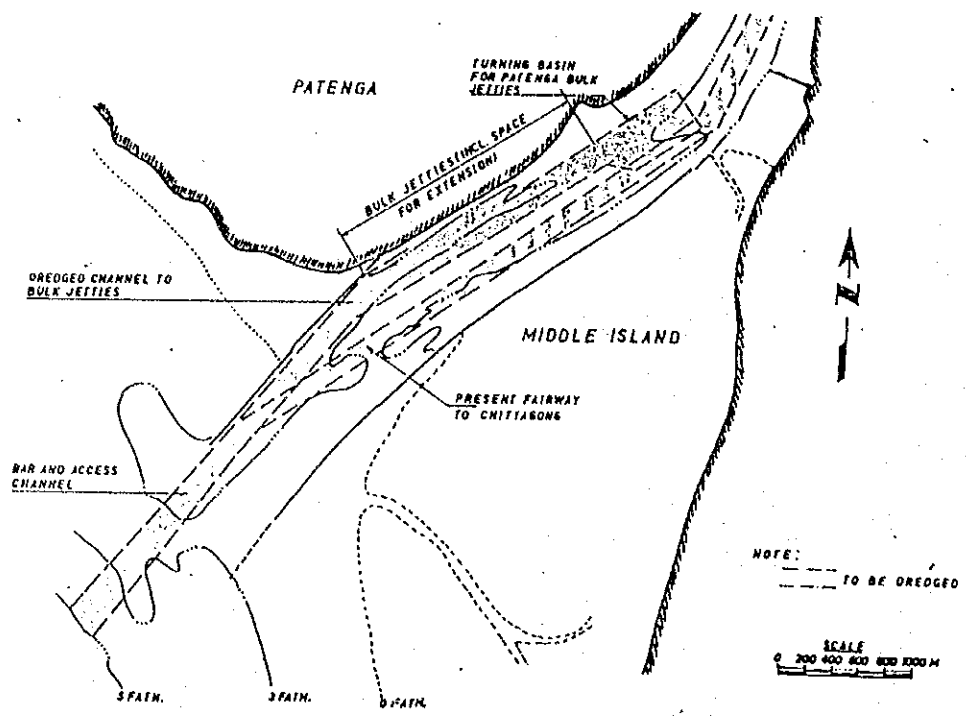 PATENGA
TURNING BASIN
FOR PATENGA BULK
JETTIES
BULK JETTIES (INCL. SPACE
FOR EXTENSION)
DREDGED CHANNEL TO
BULK JETTIES
N
MIDDLE ISLAND
PRESENT FAIRWAY
TO CHITTAGONG
BAR AND ACCESS
CHANNEL
NOTE:
TO BE DREDGED
SCALE
0 200 400 600 800 1000 M
5 FATH.
3 FATH.
0 FATH.